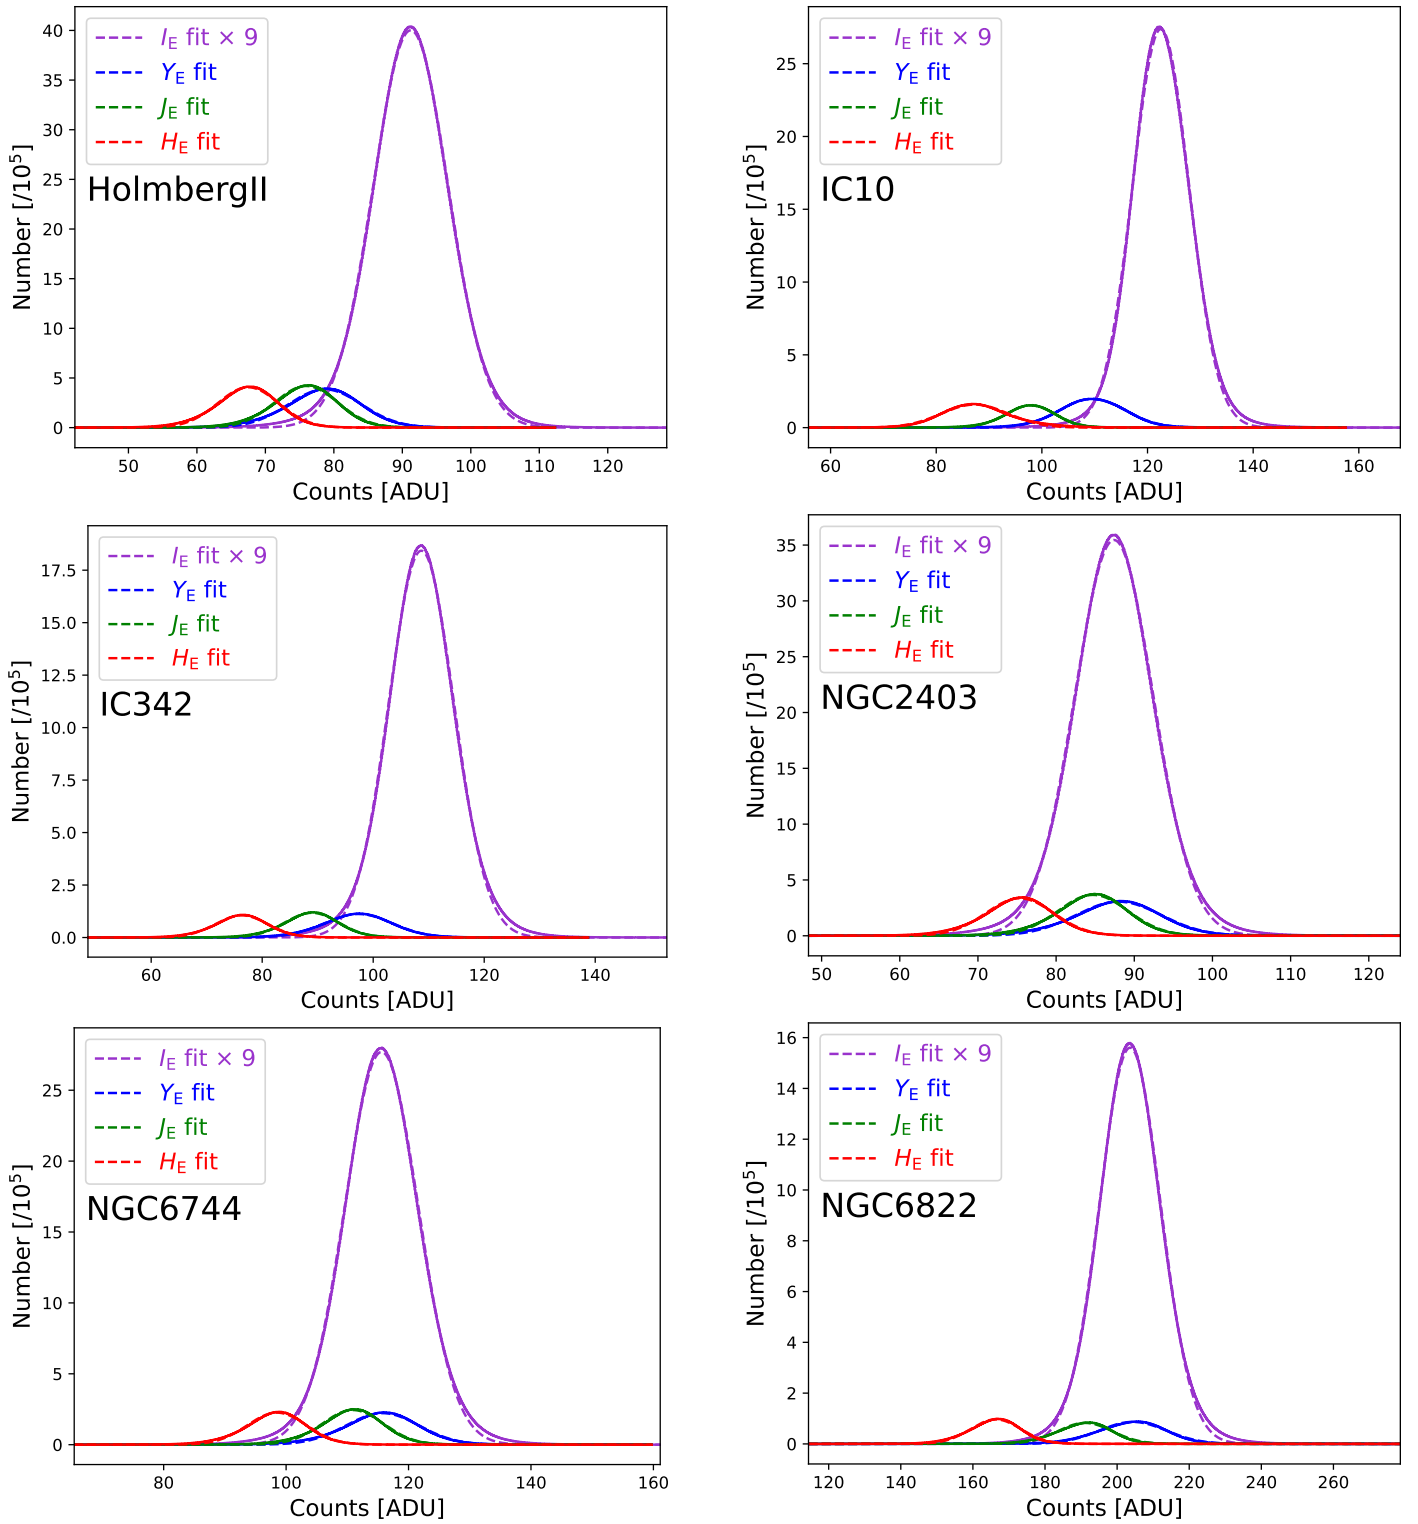 I_E fit × 9
Y_E fit
J_E fit
H_E fit
HolmbergII
Number [/10^5]
40
35
30
25
20
15
10
5
0
50 60 70 80 90 100 110 120
Counts [ADU]
I_E fit × 9
Y_E fit
J_E fit
H_E fit
IC10
Number [/10^5]
25
20
15
10
5
0
60 80 100 120 140 160
Counts [ADU]
I_E fit × 9
Y_E fit
J_E fit
H_E fit
IC342
Number [/10^5]
17.5
15.0
12.5
10.0
7.5
5.0
2.5
0.0
60 80 100 120 140
Counts [ADU]
I_E fit × 9
Y_E fit
J_E fit
H_E fit
NGC2403
Number [/10^5]
35
30
25
20
15
10
5
0
50 60 70 80 90 100 110 120
Counts [ADU]
I_E fit × 9
Y_E fit
J_E fit
H_E fit
NGC6744
Number [/10^5]
25
20
15
10
5
0
80 100 120 140 160
Counts [ADU]
I_E fit × 9
Y_E fit
J_E fit
H_E fit
NGC6822
Number [/10^5]
16
14
12
10
8
6
4
2
0
120 140 160 180 200 220 240 260
Counts [ADU]